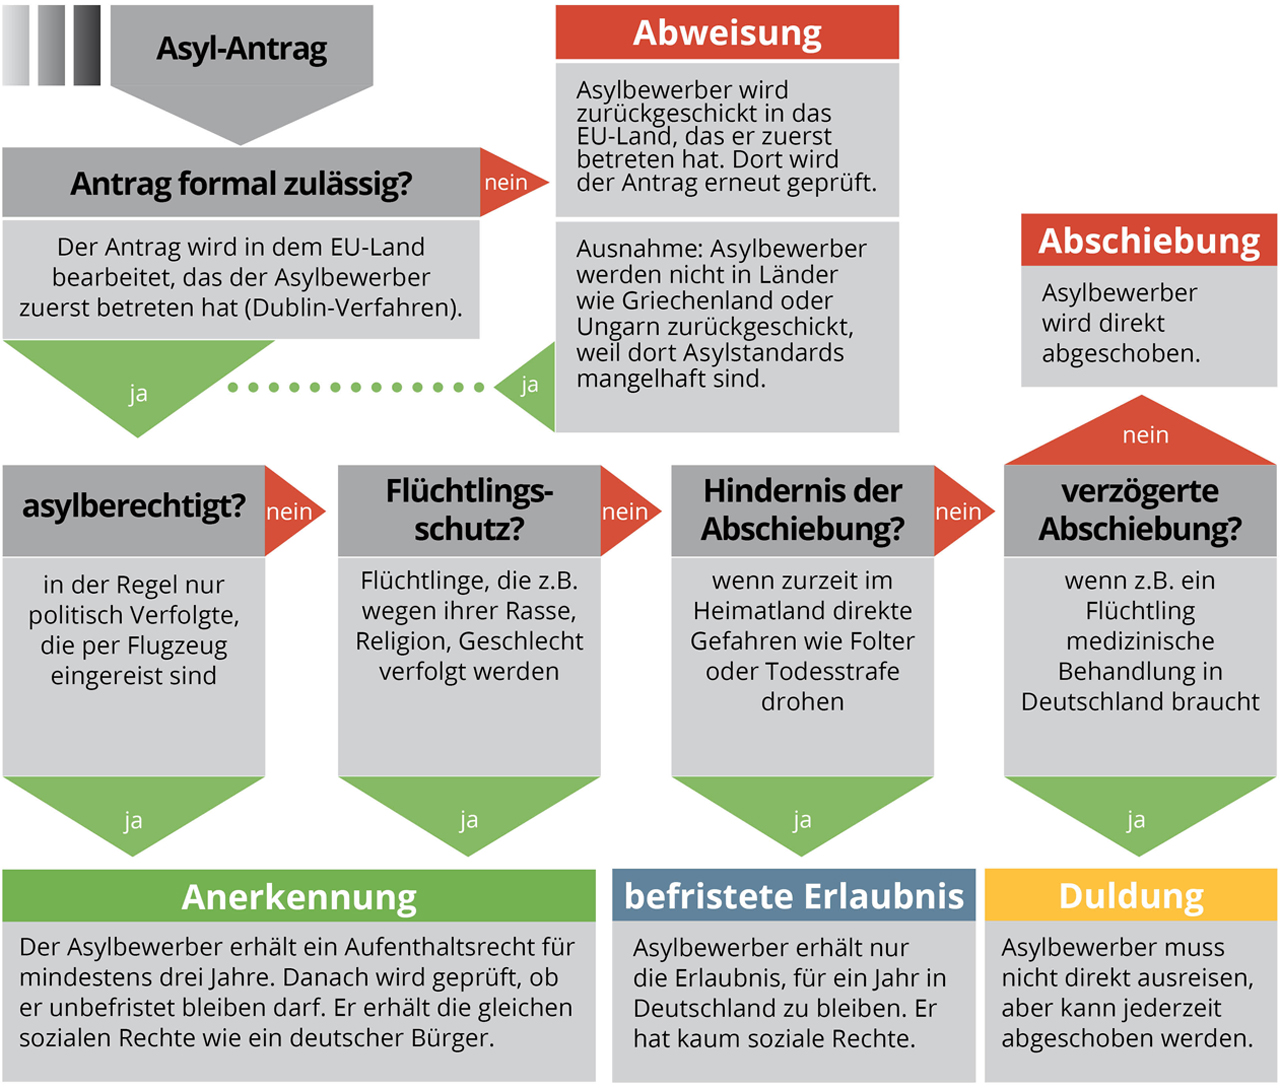 Asyl-Antrag
Antrag formal zulässig?
nein
Der Antrag wird in dem EU-Land
bearbeitet, das der Asylbewerber
zuerst betreten hat (Dublin-Verfahren).
ja
Abweisung
Asylbewerber wird
zurückgeschickt in das
EU-Land, das er zuerst
betreten hat. Dort wird
der Antrag erneut geprüft.
Ausnahme: Asylbewerber
werden nicht in Länder
wie Griechenland oder
Ungarn zurückgeschickt,
weil dort Asylstandards
mangelhaft sind.
ja
Abschiebung
Asylbewerber
wird direkt
abgeschoben.
nein
asylberechtigt?
nein
in der Regel nur
politisch Verfolgte,
die per Flugzeug
eingereist sind
ja
Flüchtlings-
schutz?
nein
Flüchtlinge, die z.B.
wegen ihrer Rasse,
Religion, Geschlecht
verfolgt werden
ja
Hindernis der
Abschiebung?
nein
wenn zurzeit im
Heimatland direkte
Gefahren wie Folter
oder Todesstrafe
drohen
ja
verzögerte
Abschiebung?
wenn z.B. ein
Flüchtling
medizinische
Behandlung in
Deutschland braucht
ja
Anerkennung
Der Asylbewerber erhält ein Aufenthaltsrecht für
mindestens drei Jahre. Danach wird geprüft, ob
er unbefristet bleiben darf. Er erhält die gleichen
sozialen Rechte wie ein deutscher Bürger.
befristete Erlaubnis
Asylbewerber erhält nur
die Erlaubnis, für ein Jahr in
Deutschland zu bleiben. Er
hat kaum soziale Rechte.
Duldung
Asylbewerber muss
nicht direkt ausreisen,
aber kann jederzeit
abgeschoben werden.